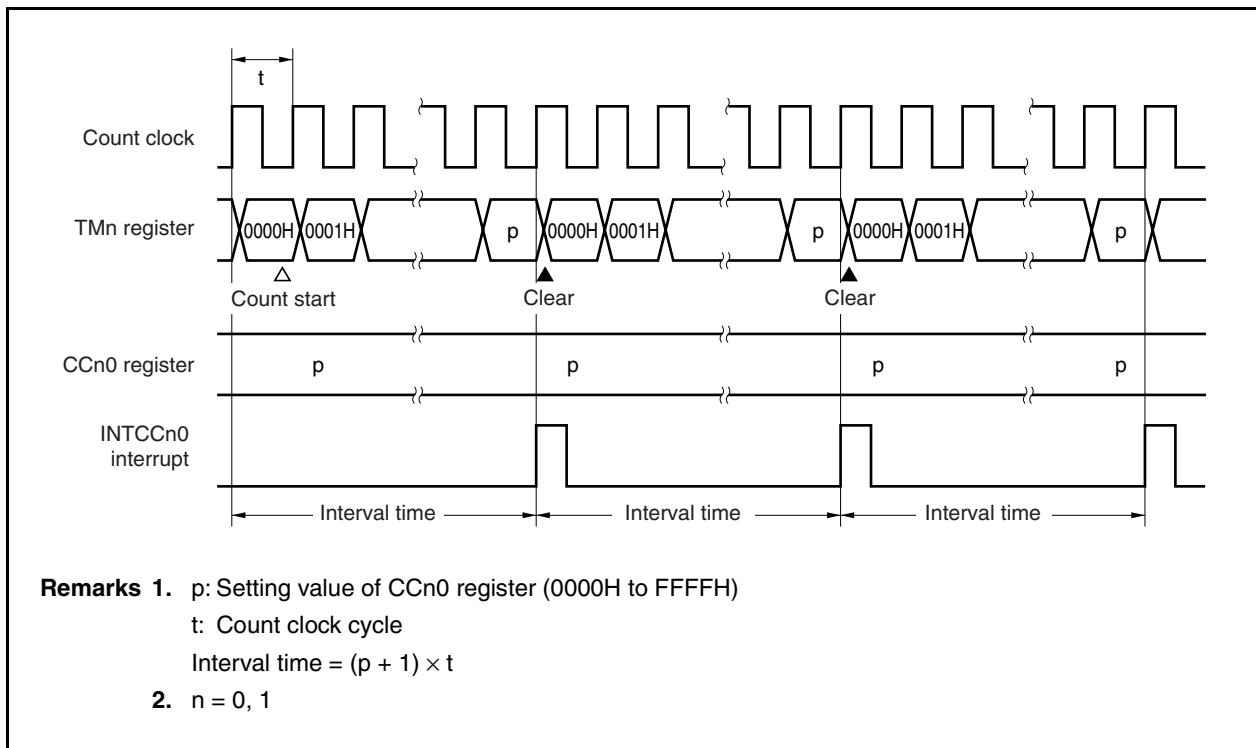 t
Count clock
TMn register
0000H 0001H p 0000H 0001H p 0000H 0001H p
Count start Clear Clear
CCn0 register
p p p p
INTCCn0
interrupt
Interval time Interval time Interval time
Remarks 1. p: Setting value of CCn0 register (0000H to FFFFH)
t: Count clock cycle
Interval time = (p + 1) × t
2. n = 0, 1